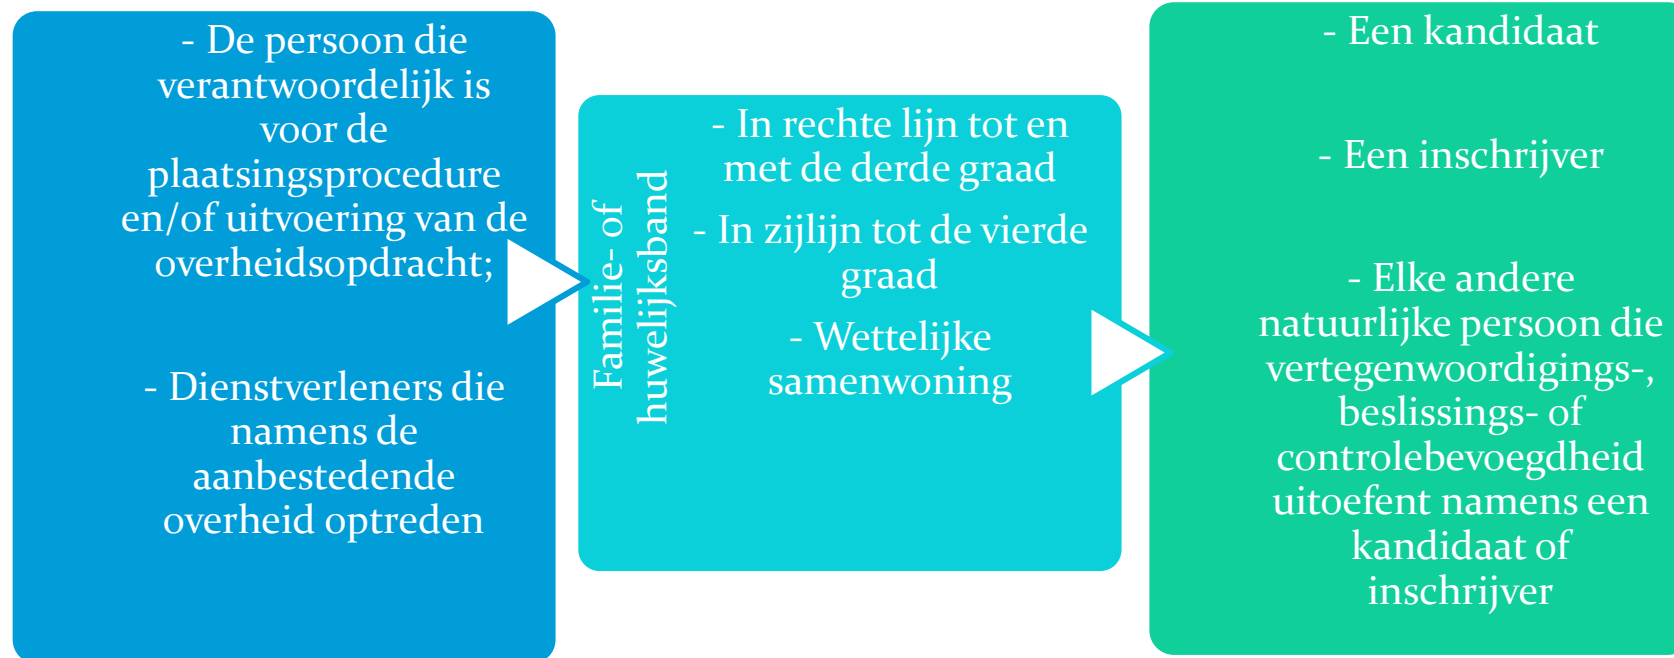 - De persoon die
verantwoordelijk is
voor de
plaatsingsprocedure
en/of uitvoering van de
overheidsopdracht;
- Dienstverleners die
namens de
aanbestedende
overheid optreden
Familie- of
huwelijksband
- In rechte lijn tot en
met de derde graad
- In zijlijn tot de vierde
graad
- Wettelijke
samenwoning
- Een kandidaat
- Een inschrijver
- Elke andere
natuurlijke persoon die
vertegenwoordigings-,
beslissings- of
controlebevoegdheid
uitoefent namens een
kandidaat of
inschrijver